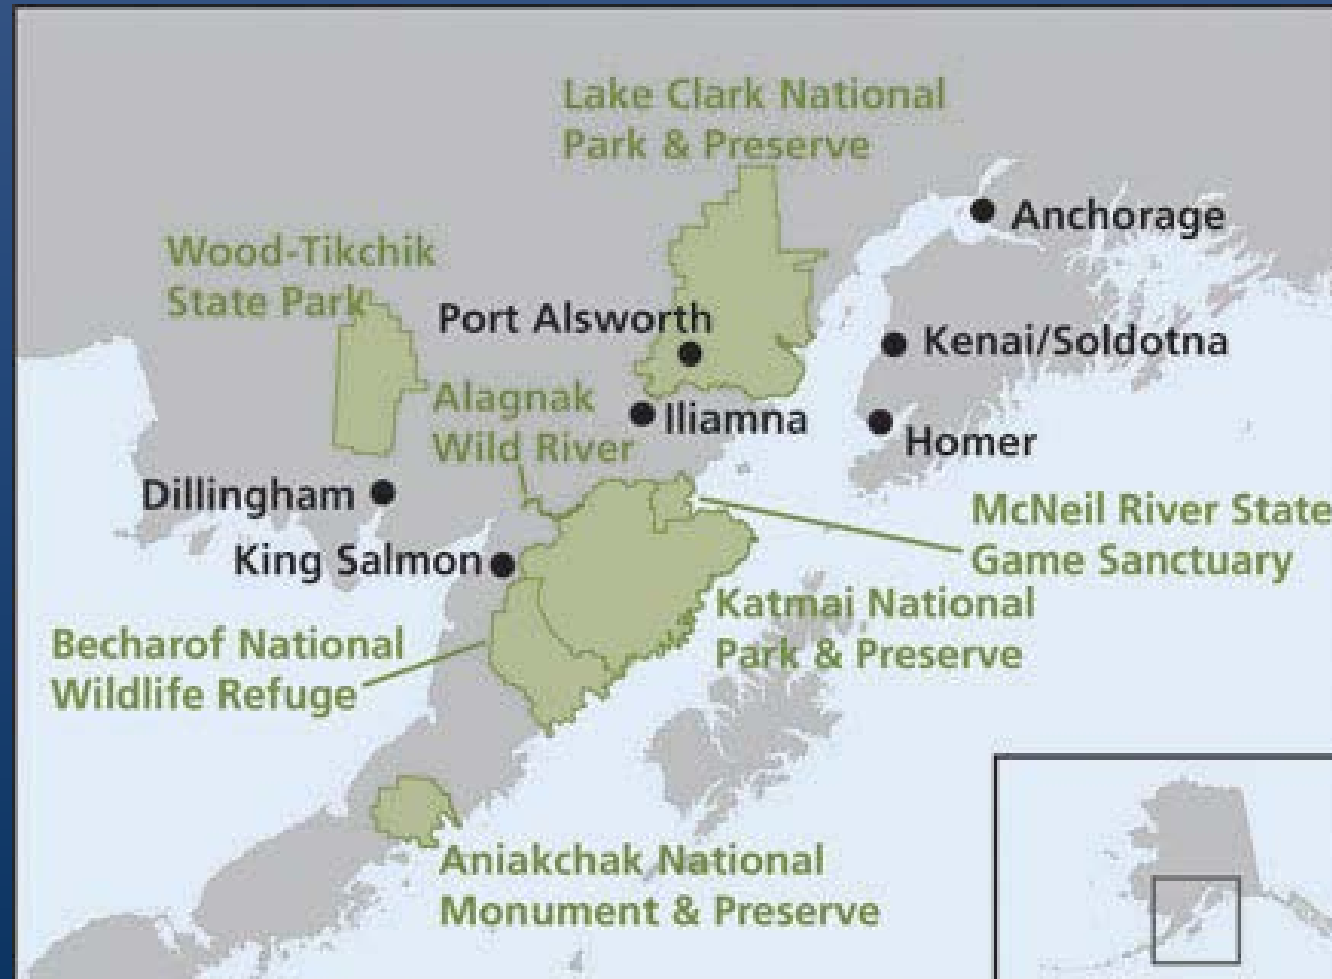 Lake Clark National
Park & Preserve
Anchorage
Wood-Tikchik
State Park
Port Alsworth
Kenai/Soldotna
Alagnak
Wild River
Iliamna
Homer
Dillingham
McNeil River State
Game Sanctuary
King Salmon
Katmai National
Park & Preserve
Becharof National
Wildlife Refuge
Aniakchak National
Monument & Preserve